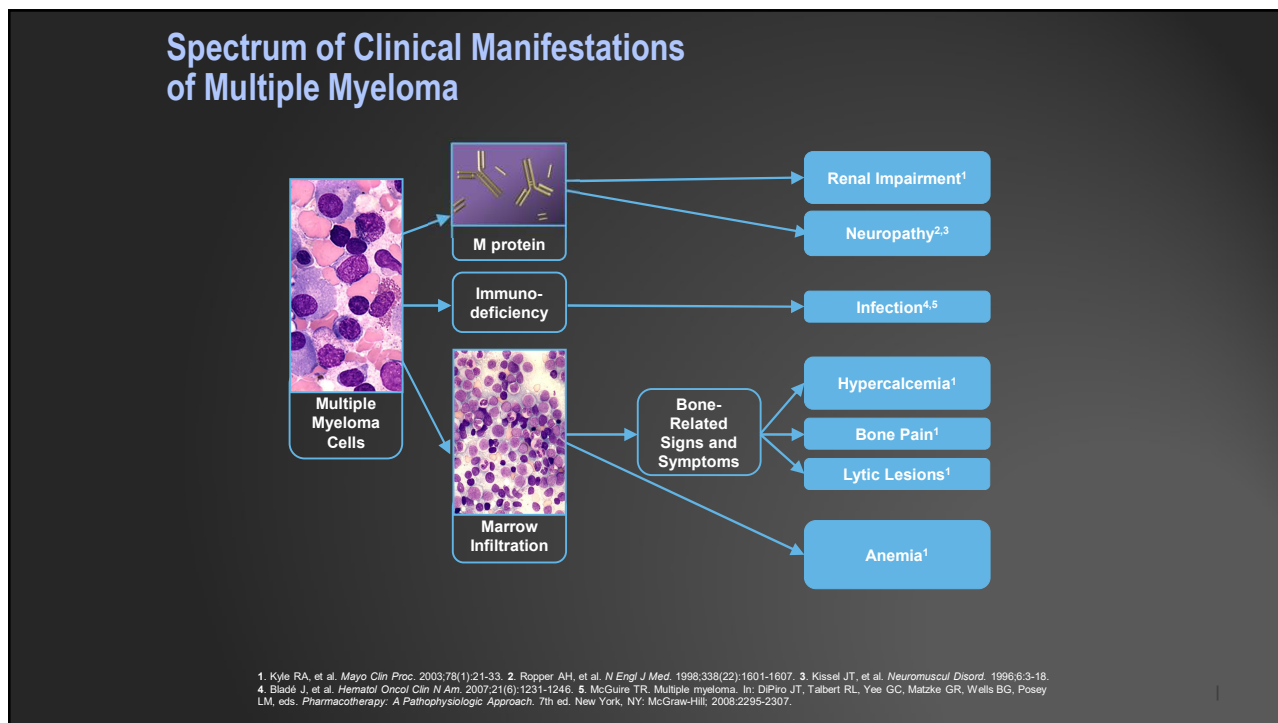 Spectrum of Clinical Manifestations
of Multiple Myeloma
Multiple
Myeloma
Cells
M protein
Immuno-
deficiency
Marrow
Infiltration
Bone-
Related
Signs and
Symptoms
Renal Impairment¹
Neuropathy²,³
Infection⁴,⁵
Hypercalcemia¹
Bone Pain¹
Lytic Lesions¹
Anemia¹
1. Kyle RA, et al. Mayo Clin Proc. 2003;78(1):21-33. 2. Ropper AH, et al. N Engl J Med. 1998;338(22):1601-1607. 3. Kissel JT, et al. Neuromuscul Disord. 1996;6:3-18.
4. Bladé J, et al. Hematol Oncol Clin N Am. 2007;21(6):1231-1246. 5. McGuire TR. Multiple myeloma. In: DiPiro JT, Talbert RL, Yee GC, Matzke GR, Wells BG, Posey
LM, eds. Pharmacotherapy: A Pathophysiologic Approach. 7th ed. New York, NY: McGraw-Hill; 2008:2295-2307.